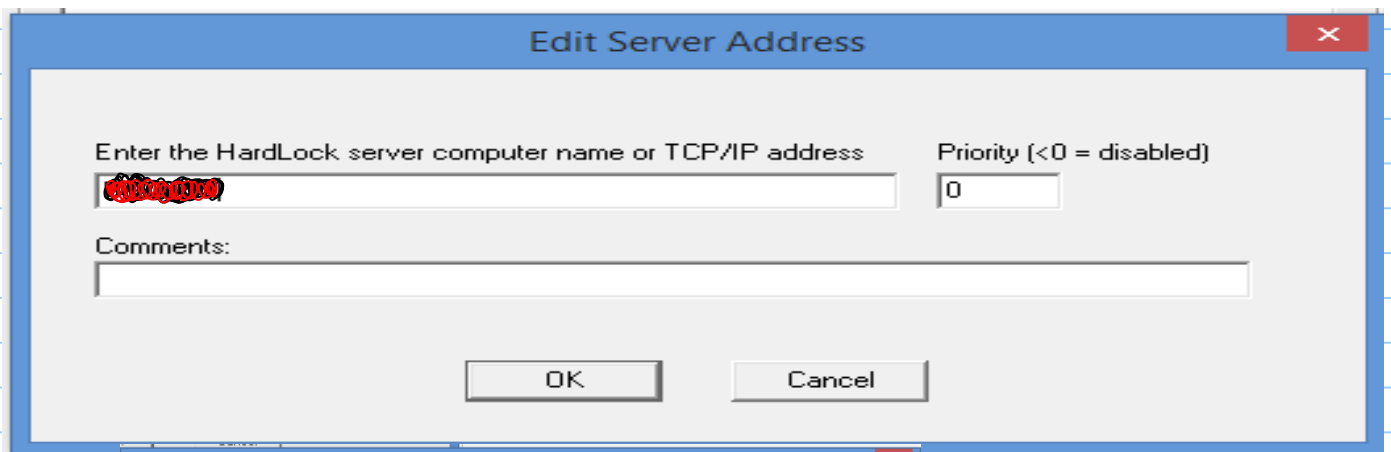 Edit Server Address
Enter the HardLock server computer name or TCP/IP address
Priority (<0 = disabled)
0
Comments:
OK
Cancel